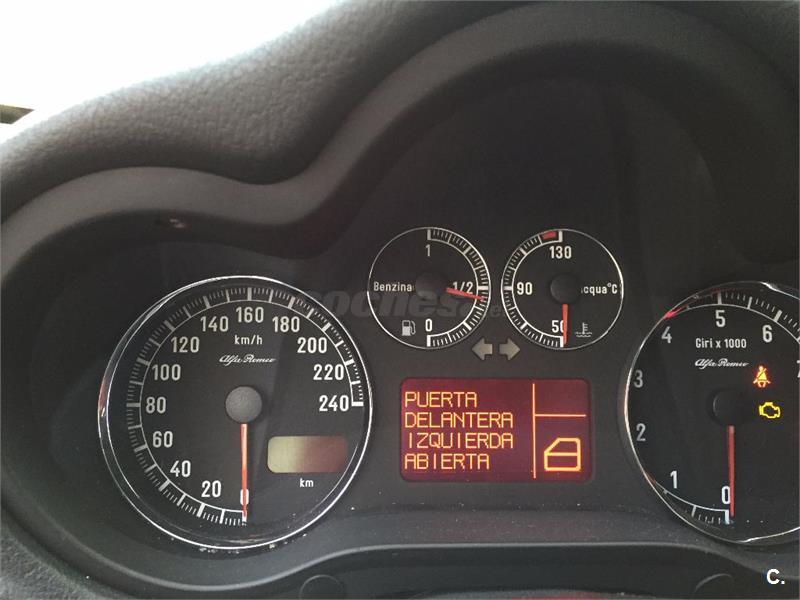 1
Benzina
1/2
0
130
90
acqua°C
50
0
20
40
60
80
100
120
140
160
180
200
220
240
km/h
Alfa Romeo
km
PUERTA
DELANTERA
IZQUIERDA
ABIERTA
0
1
2
3
4
5
6
Giri x 1000
Alfa Romeo
C.